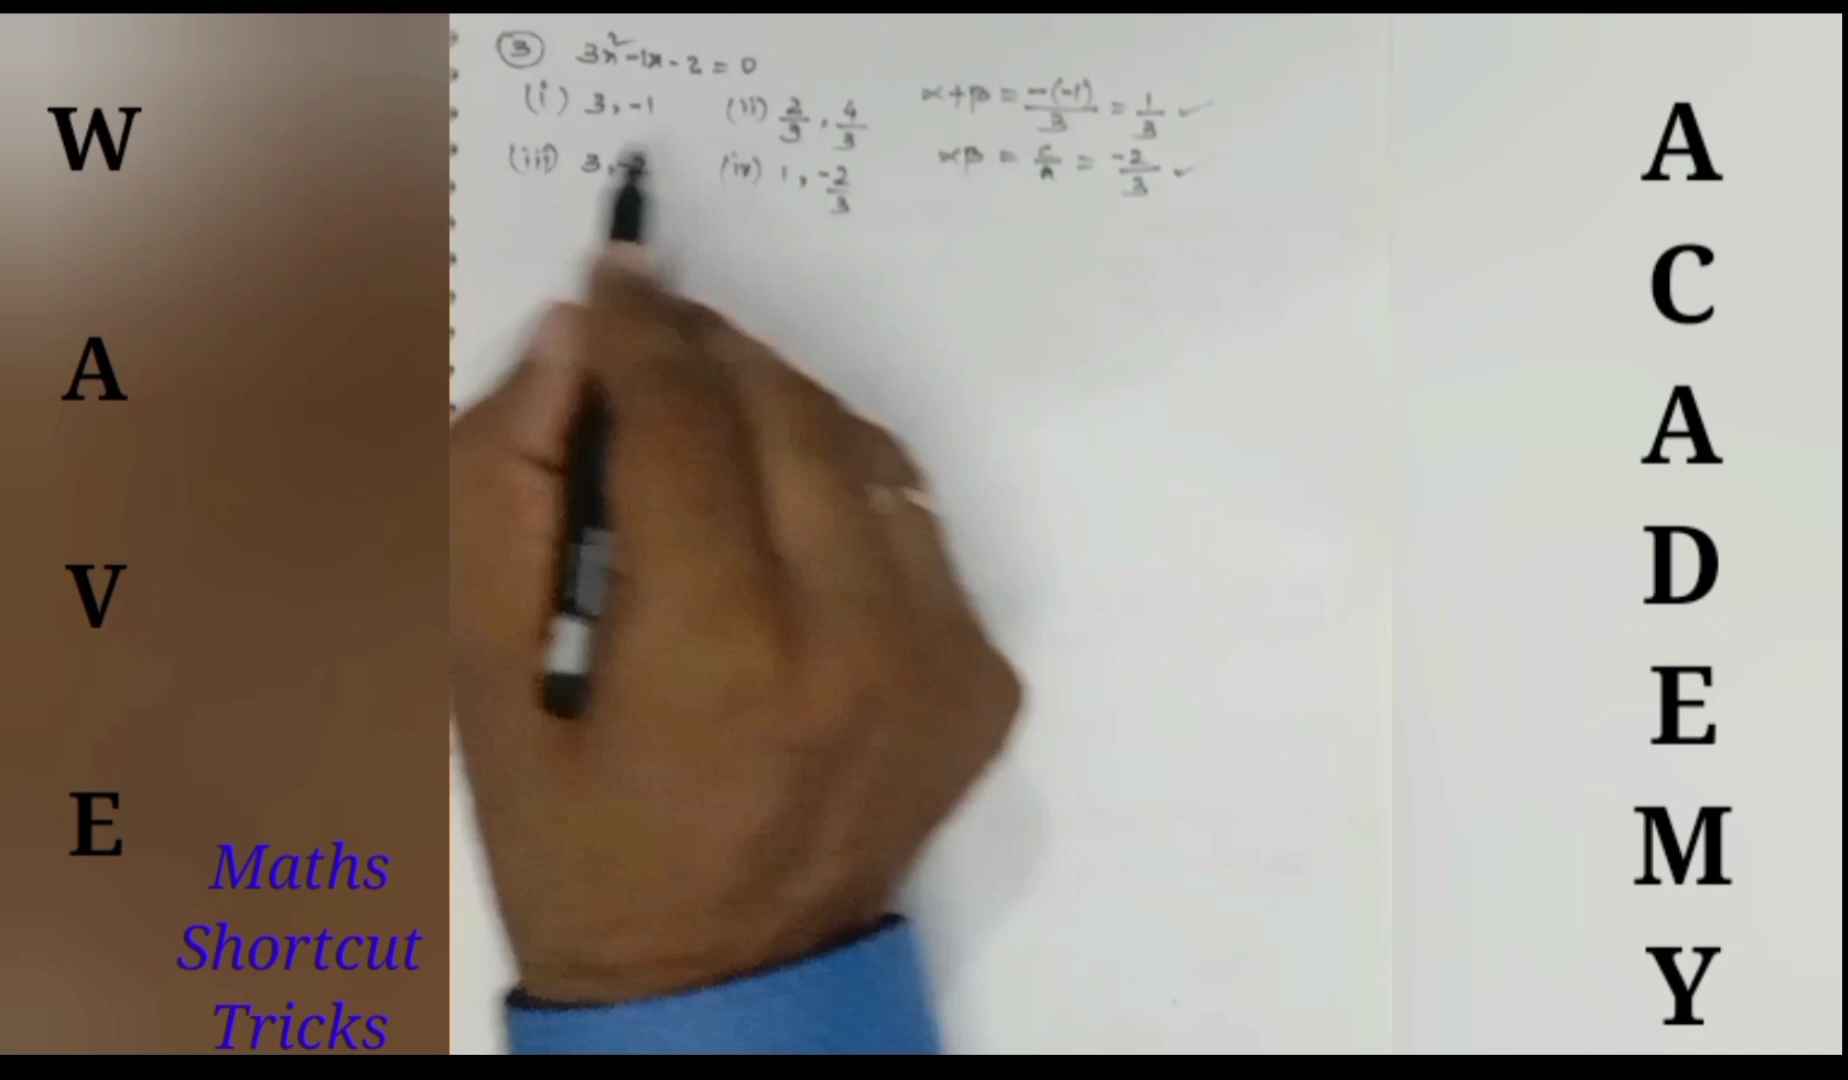 ③ 3x²-1x-2=0
(i) 3, -1 (ii) 2/3, 4/3
(iii) 3, -2 (iv) 1, -2/3
α+β = -(-1)/3 = 1/3 ✓
αβ = c/a = -2/3 ✓
WAVE
Maths
Shortcut
Tricks
ACADEMY